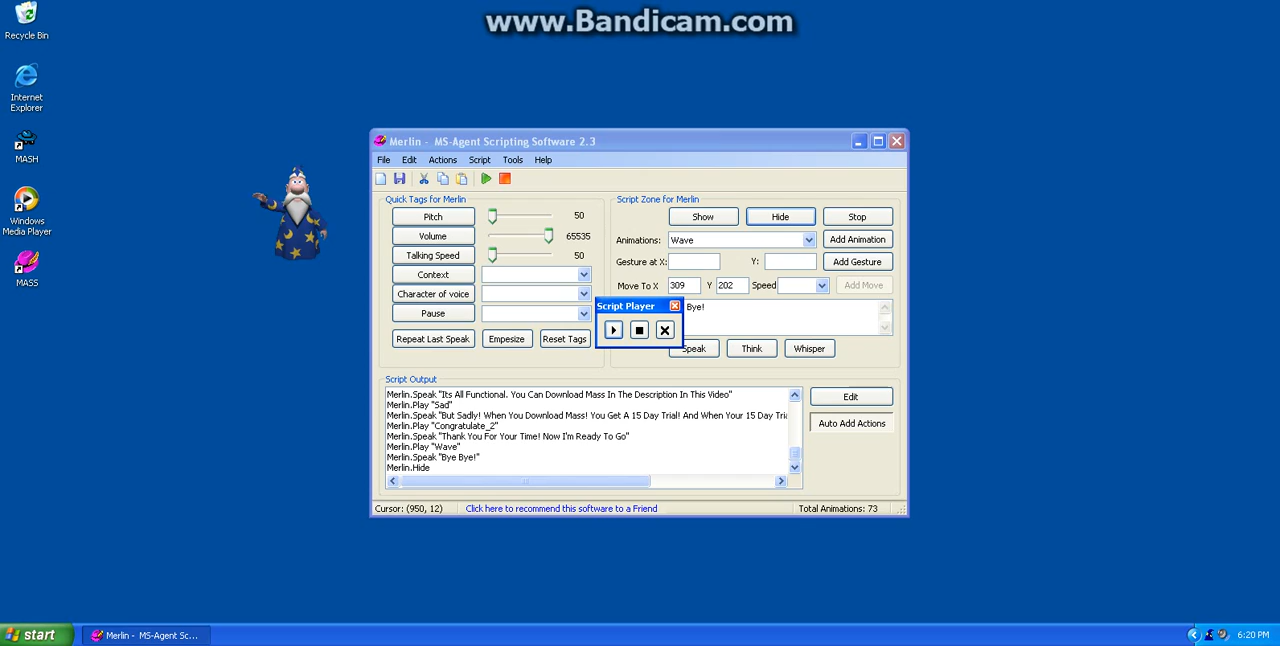 www.Bandicam.com
Recycle Bin
Internet
Explorer
MASH
Windows
Media Player
MASS
Merlin - MS-Agent Scripting Software 2.3
File Edit Actions Script Tools Help
Quick Tags for Merlin
Pitch 50
Volume 65535
Talking Speed 50
Context
Character of voice
Pause
Repeat Last Speak Empesize Reset Tags
Script Zone for Merlin
Show Hide Stop
Animations: Wave Add Animation
Gesture at X: Y: Add Gesture
Move To X 309 Y 202 Speed Add Move
Bye!
Speak Think Whisper
Script Player
Script Output
Merlin.Speak "Its All Functional. You Can Download Mass In The Description In This Video"
Merlin.Play "Sad"
Merlin.Speak "But Sadly! When You Download Mass! You Get A 15 Day Trial! And When Your 15 Day Tria
Merlin.Play "Congratulate_2"
Merlin.Speak "Thank You For Your Time! Now I'm Ready To Go"
Merlin.Play "Wave"
Merlin.Speak "Bye Bye!"
Merlin.Hide
Edit
Auto Add Actions
Cursor: (950, 12) Click here to recommend this software to a Friend Total Animations: 73
start Merlin - MS-Agent Sc... 6:20 PM